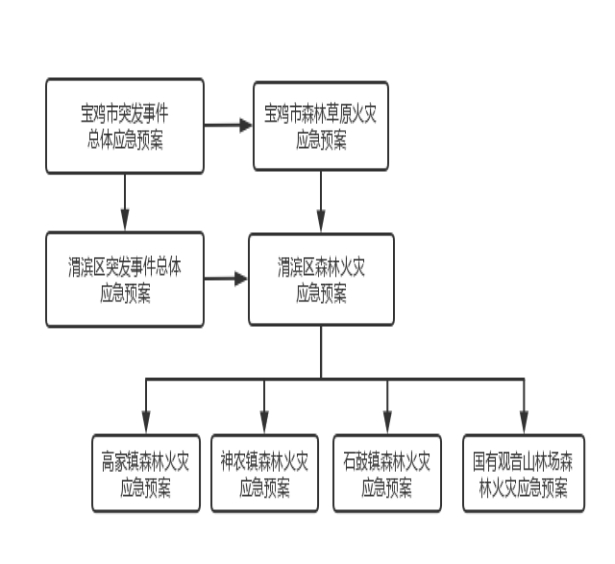 宝鸡市突发事件
总体应急预案
宝鸡市森林草原火灾
应急预案
渭滨区突发事件总体
应急预案
渭滨区森林火灾
应急预案
高家镇森林火灾
应急预案
神农镇森林火灾
应急预案
石鼓镇森林火灾
应急预案
国有观音山林场森
林火灾应急预案